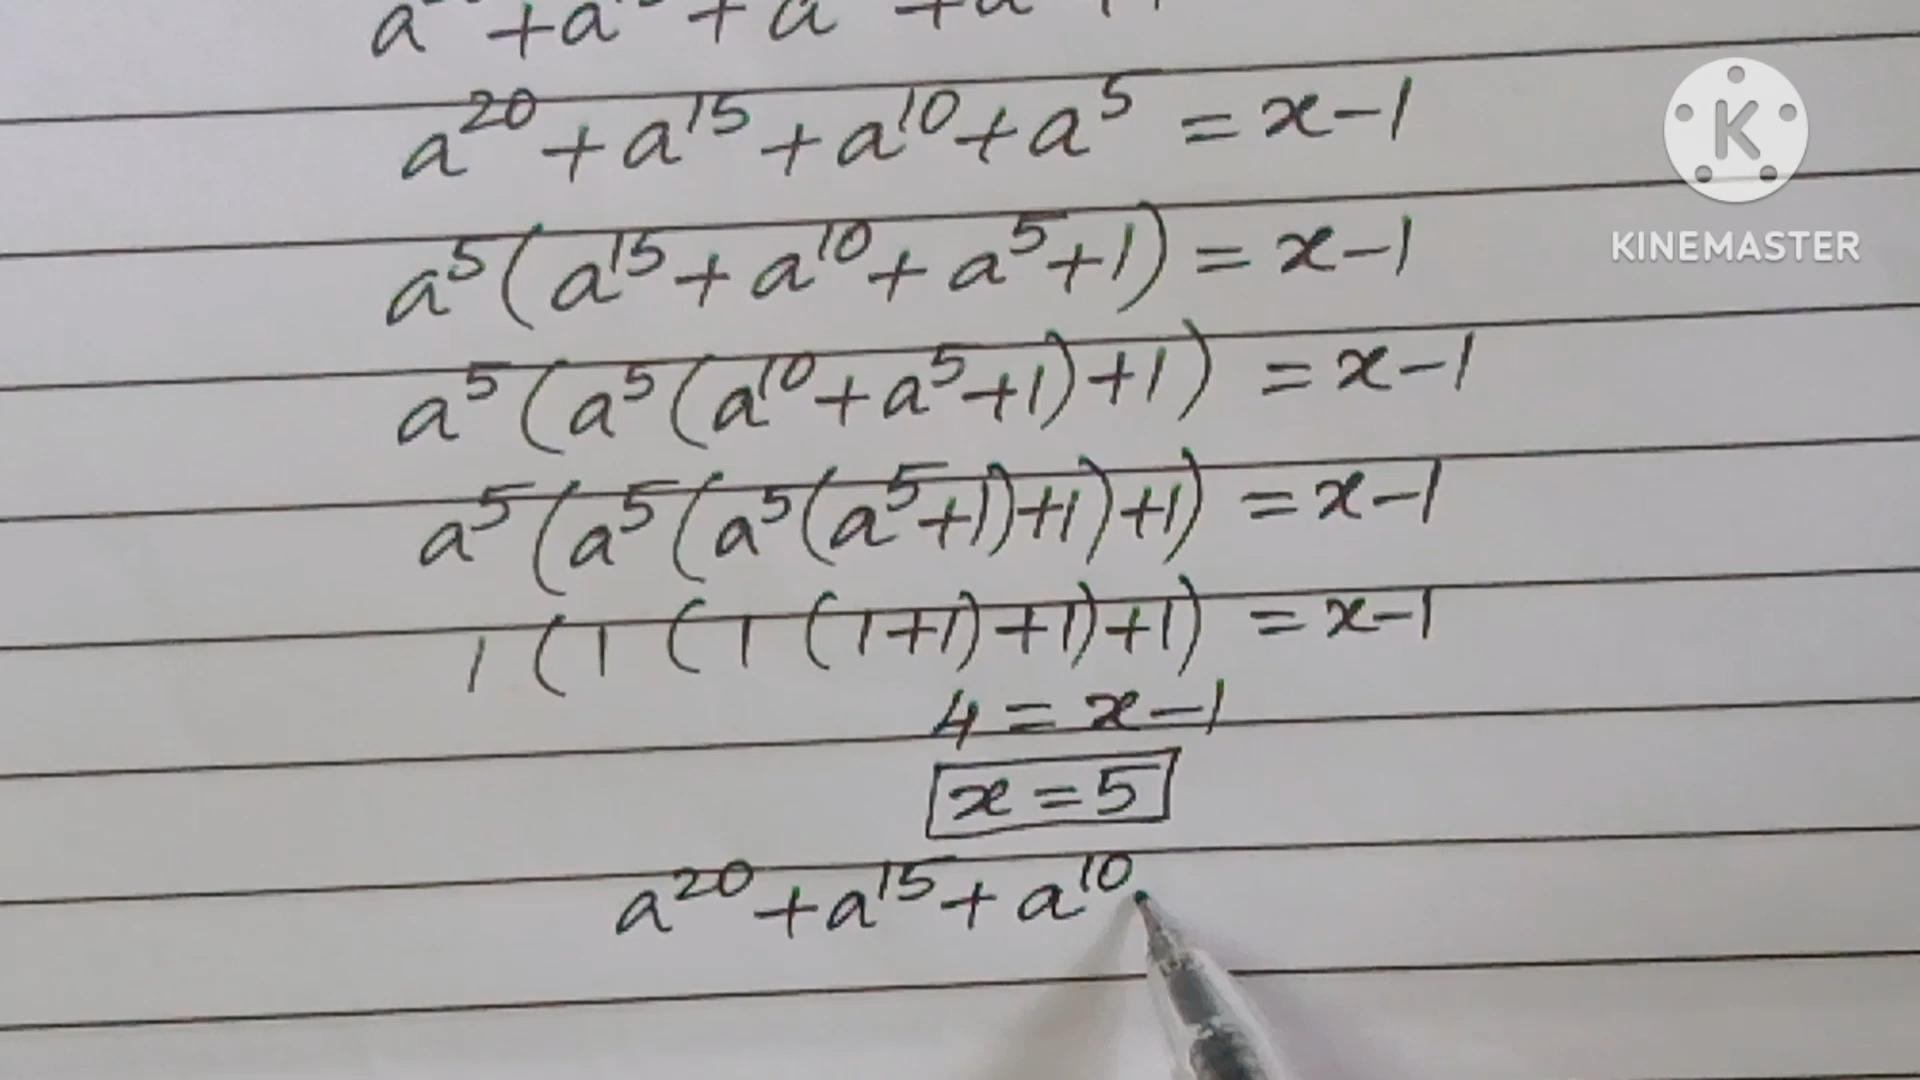 a²⁰ + a¹⁵ + a¹⁰ + a⁵ = x - 1
K
a⁵(a¹⁵ + a¹⁰ + a⁵ + 1) = x - 1
KINEMASTER
a⁵(a⁵(a¹⁰ + a⁵ + 1) + 1) = x - 1
a⁵(a⁵(a⁵(a⁵ + 1) + 1) + 1) = x - 1
1 (1 (1 (1 + 1) + 1) + 1) = x - 1
4 = x - 1
x = 5
a²⁰ + a¹⁵ + a¹⁰